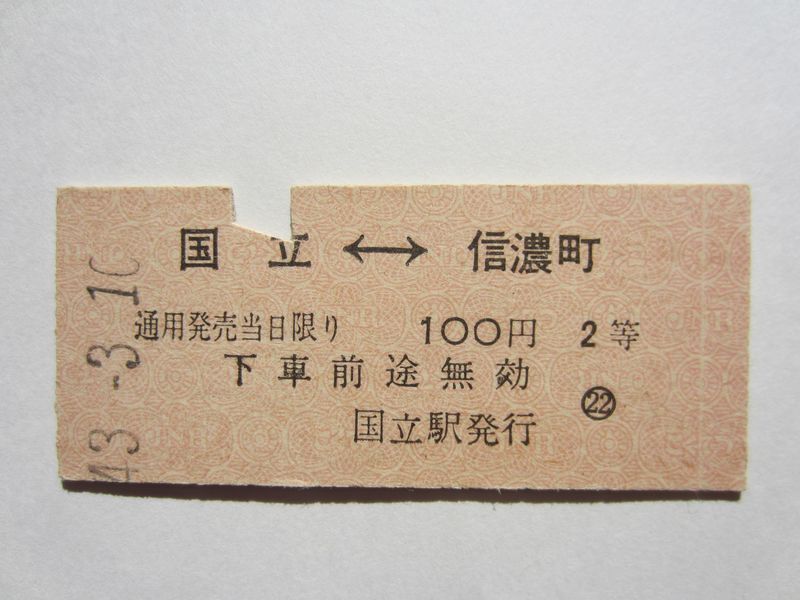 国立 ↔ 信濃町
通用発売当日限り 100円 2等
下車前途無効
国立駅発行 ㉒
43.-3.10